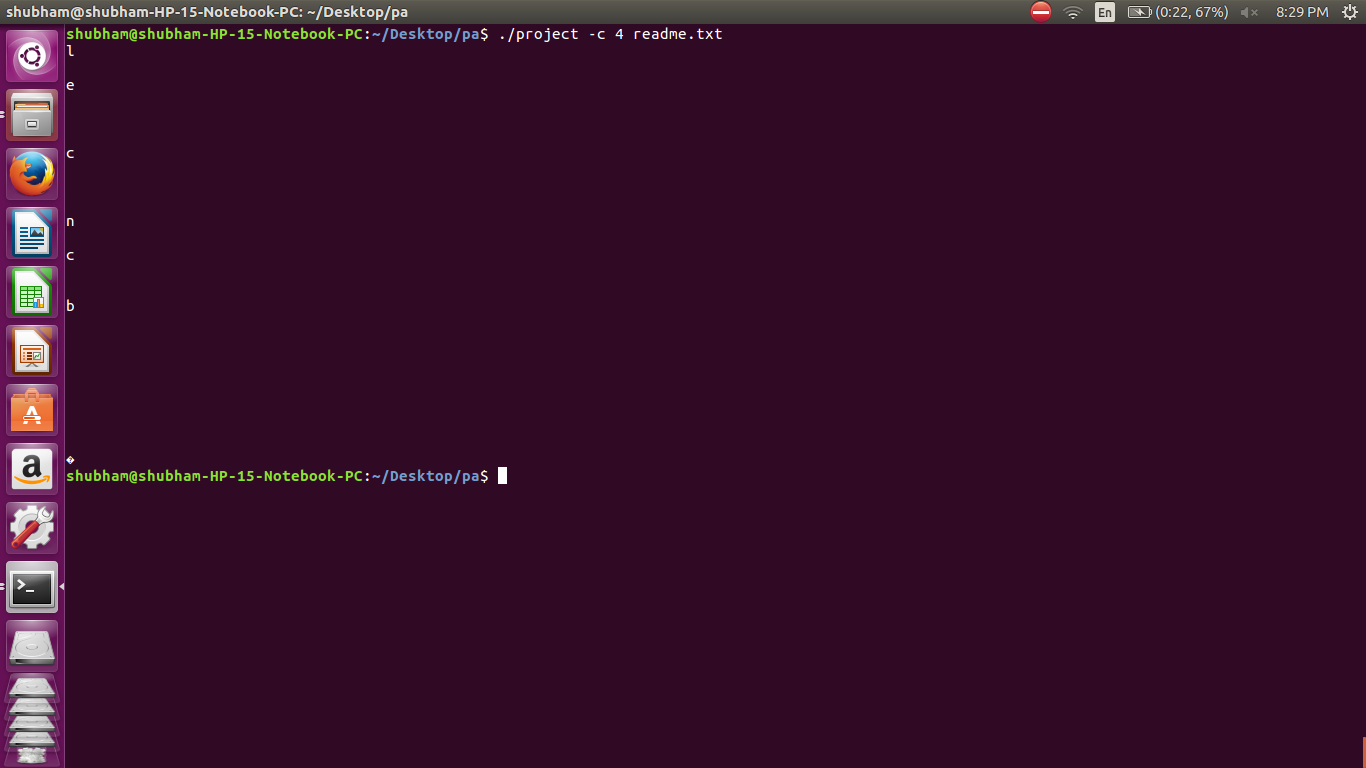 shubham@shubham-HP-15-Notebook-PC: ~/Desktop/pa
En
(0:22, 67%)
8:29 PM
shubham@shubham-HP-15-Notebook-PC:~/Desktop/pa$ ./project -c 4 readme.txt
l
e
c
n
c
b
�
shubham@shubham-HP-15-Notebook-PC:~/Desktop/pa$